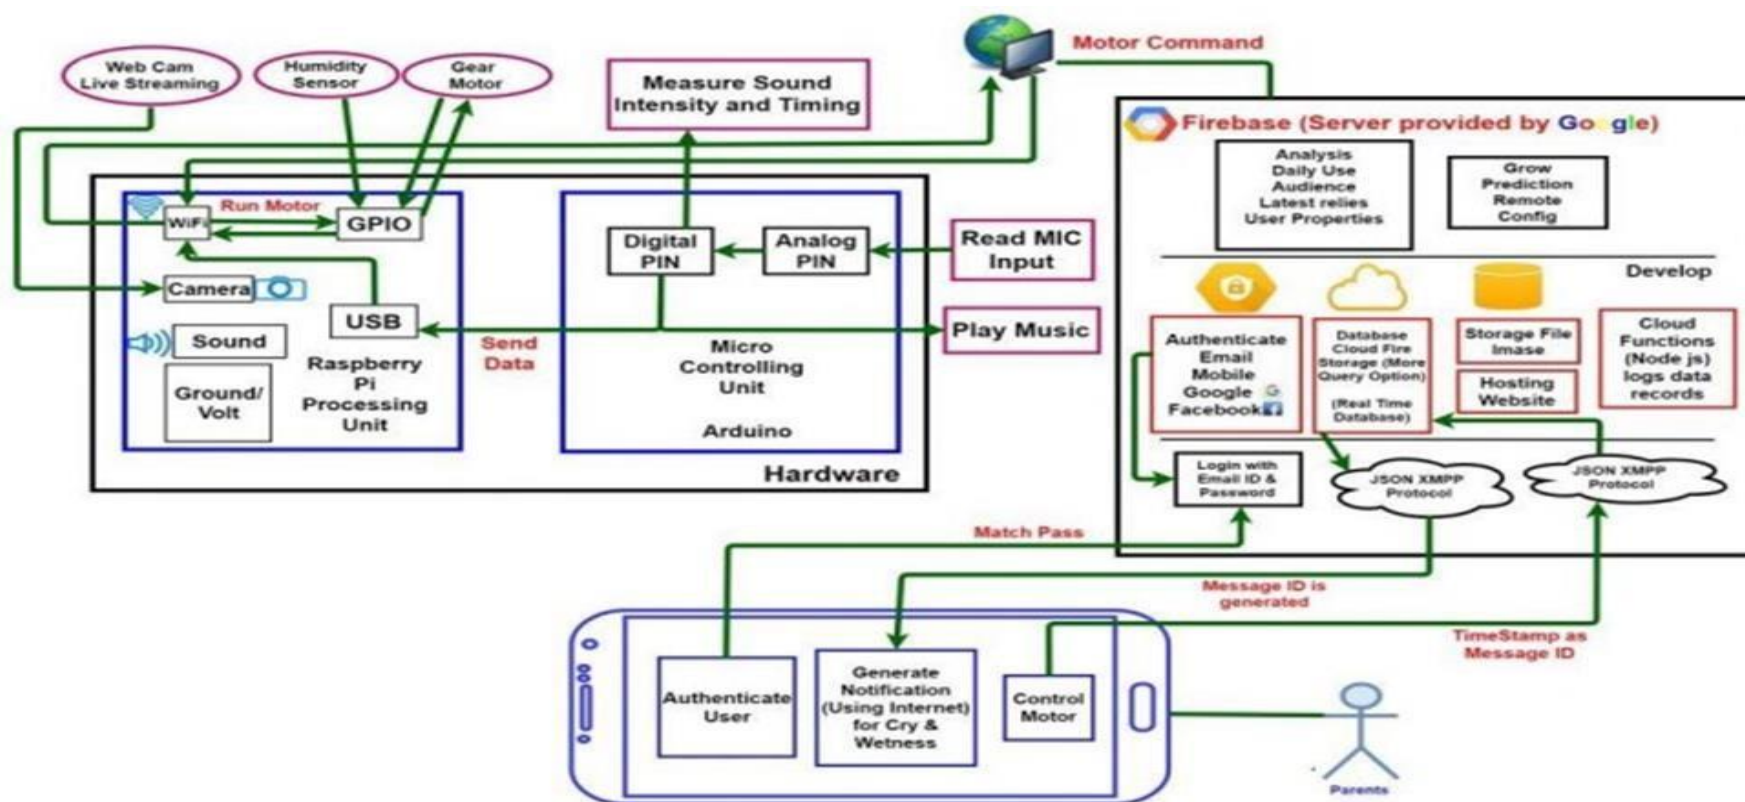 Web Cam
Live Streaming
Humidity
Sensor
Gear
Motor
Measure Sound
Intensity and Timing
Motor Command
Firebase (Server provided by Google)
Analysis
Daily Use
Audience
Latest relies
User Properties
Grow
Prediction
Remote
Config
WiFi
Run Motor
GPIO
Digital
PIN
Analog
PIN
Read MIC
Input
Camera
USB
Sound
Ground/
Volt
Raspberry
Pi
Processing
Unit
Send
Data
Play Music
Micro
Controlling
Unit
Arduino
Hardware
Develop
Authenticate
Email
Mobile
Google G
Facebook f
Database
Cloud Fire
Storage (More
Query Option)
(Real Time
Database)
Storage File
Imase
Hosting
Website
Cloud
Functions
(Node js)
logs data
records
Login with
Email ID &
Password
JSON XMPP
Protocol
JSON XMPP
Protocol
Match Pass
Message ID is
generated
TimeStamp as
Message ID
Authenticate
User
Generate
Notification
(Using Internet)
for Cry &
Wetness
Control
Motor
Parents